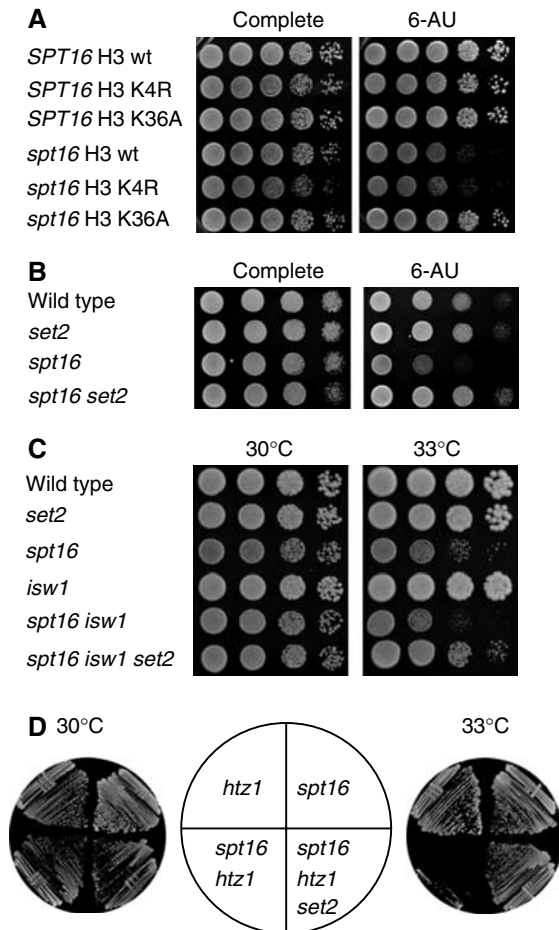 A
Complete 6-AU
SPT16 H3 wt
SPT16 H3 K4R
SPT16 H3 K36A
spt16 H3 wt
spt16 H3 K4R
spt16 H3 K36A
B
Complete 6-AU
Wild type
set2
spt16
spt16 set2
C
30°C 33°C
Wild type
set2
spt16
isw1
spt16 isw1
spt16 isw1 set2
D 30°C 33°C
htz1 spt16
spt16 spt16
htz1 htz1
set2